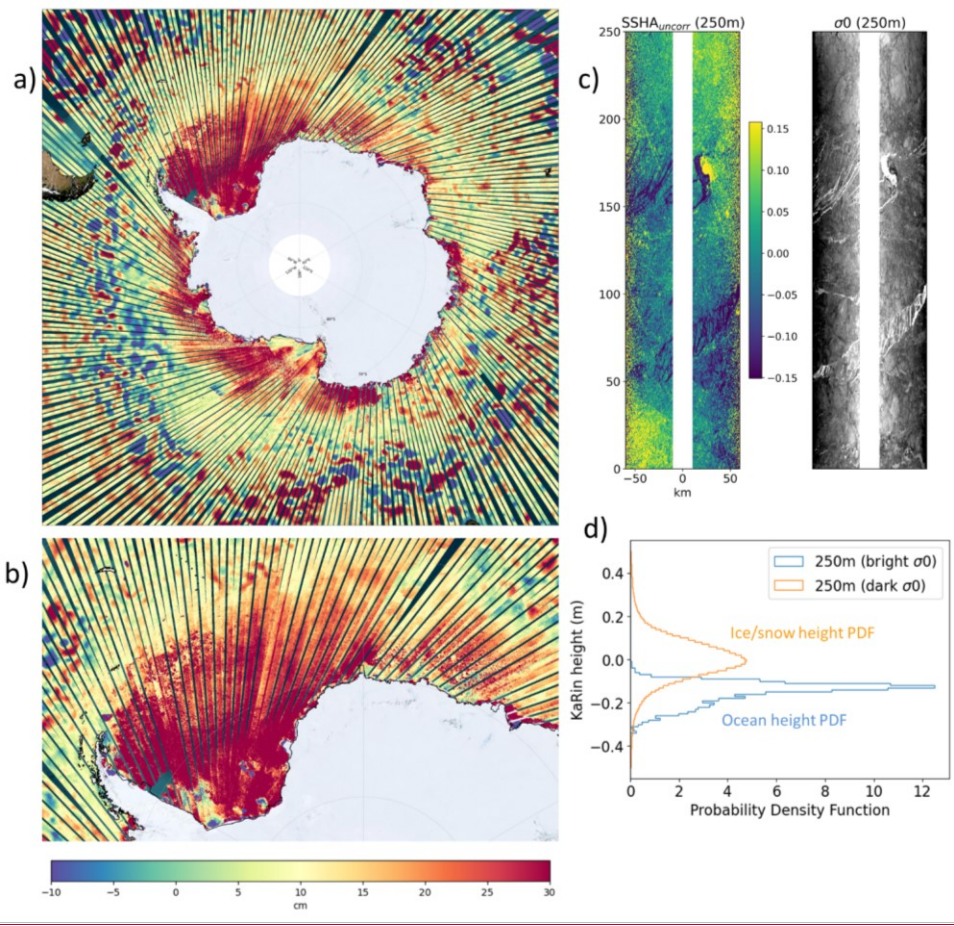 a)
b)
−10 −5 0 5 10 15 20 25 30
cm
c)
SSHAuncorr (250m)
σ0 (250m)
250
200
150
100
50
0
−50 0 50
km
0.15
0.10
0.05
0.00
−0.05
−0.10
−0.15
d)
250m (bright σ0)
250m (dark σ0)
Ice/snow height PDF
Ocean height PDF
KaRin height (m)
0.4
0.2
0.0
−0.2
−0.4
0 2 4 6 8 10 12
Probability Density Function